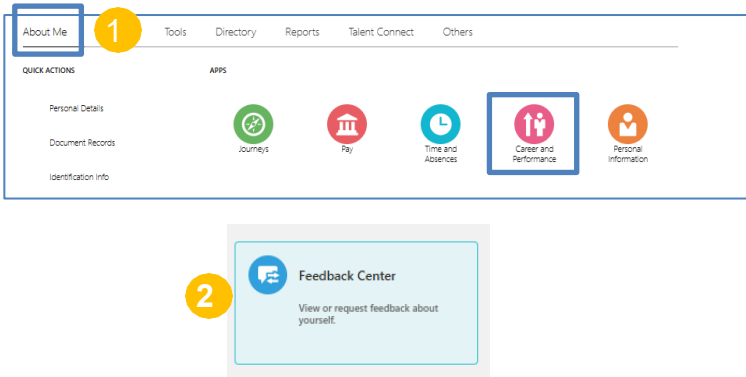 About Me 1 Tools Directory Reports Talent Connect Others
QUICK ACTIONS APPS
Personal Details
Document Records
Identification Info
Journeys Pay Time and Career and Personal
Absences Performance Information
2
Feedback Center
View or request feedback about
yourself.